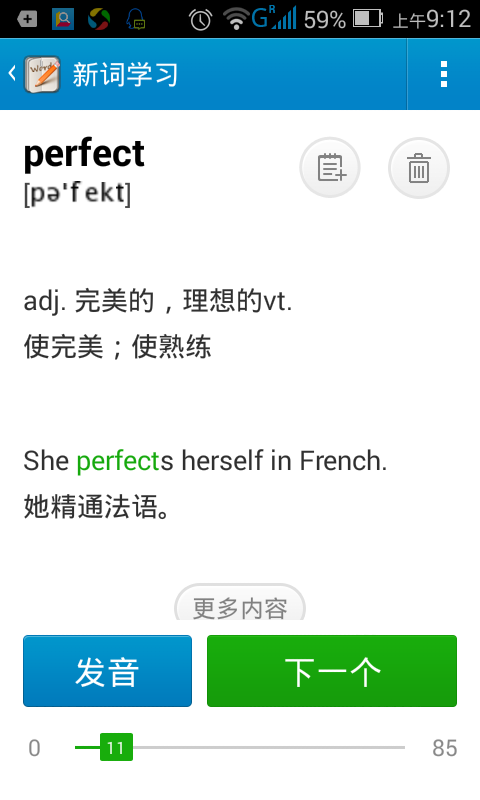 59% 上午9:12
新词学习
perfect
[pə'fekt]
adj. 完美的，理想的vt.
使完美；使熟练
She perfects herself in French.
她精通法语。
更多内容
发音 下一个
0 11 85